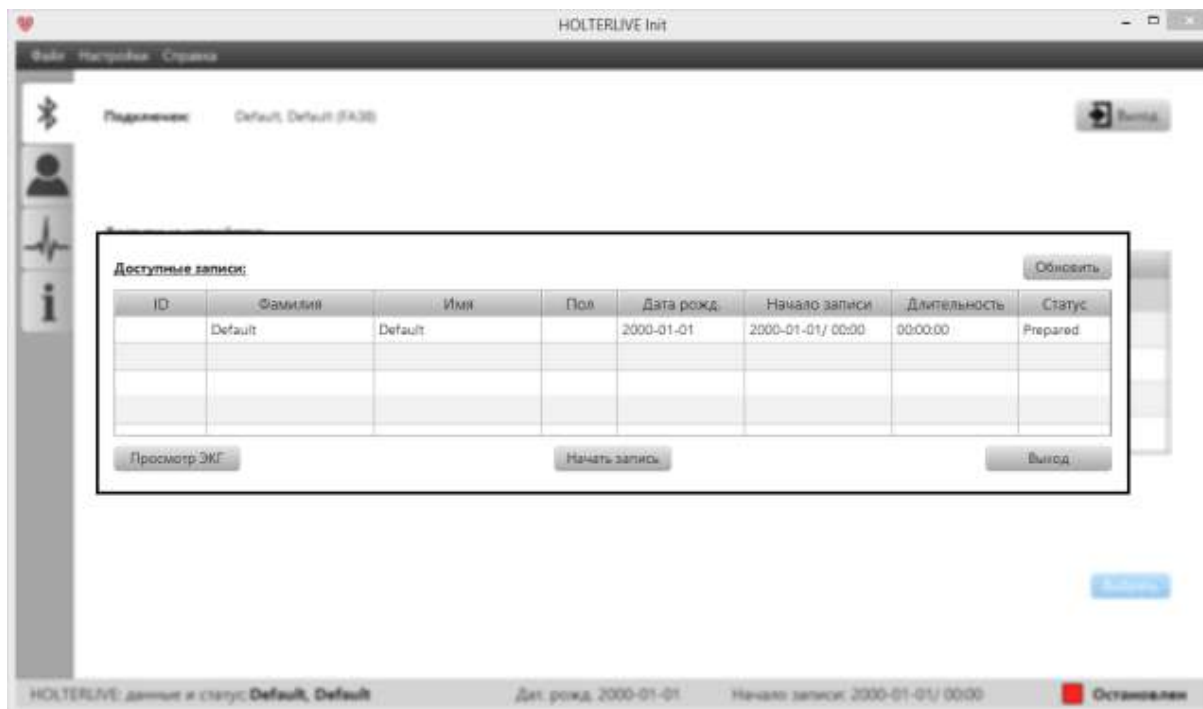 HOLTERLIVE Init
Файл Настройки Справка
Подключен: Default, Default (FA38)
Выход
Доступные записи:
Обновить
ID Фамилия Имя Пол Дата рожд. Начало записи Длительность Статус
Default Default 2000-01-01 2000-01-01/ 00:00 00:00:00 Prepared
Просмотр ЭКГ Начать запись Выход
Выбрать
HOLTERLIVE: данные и статус: Default, Default Дат. рожд. 2000-01-01 Начало записи: 2000-01-01/ 00:00 Остановлен